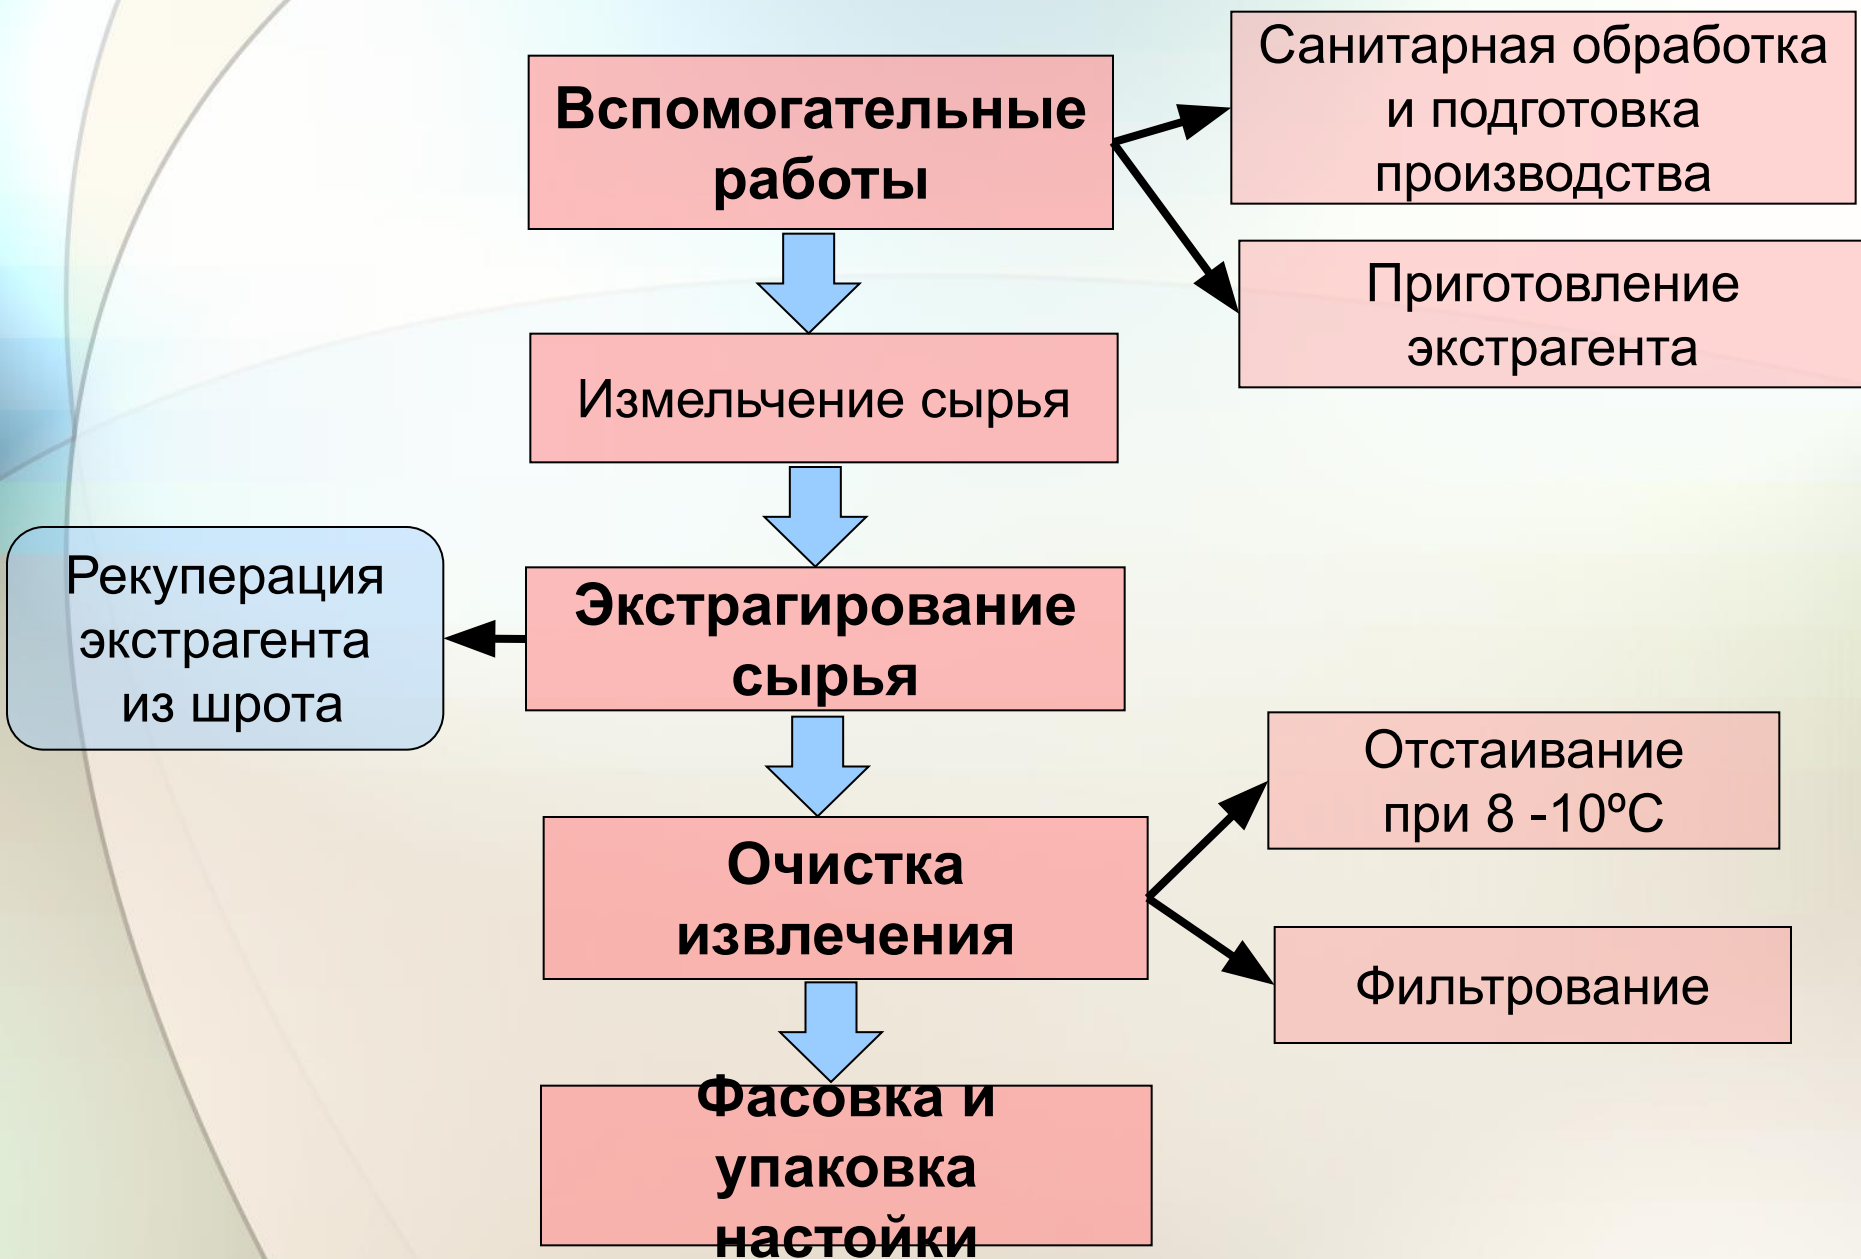 Вспомогательные
работы
Санитарная обработка
и подготовка
производства
Приготовление
экстрагента
Измельчение сырья
Рекуперация
экстрагента
из шрота
Экстрагирование
сырья
Отстаивание
при 8 -10ºС
Очистка
извлечения
Фильтрование
Фасовка и
упаковка
настойки